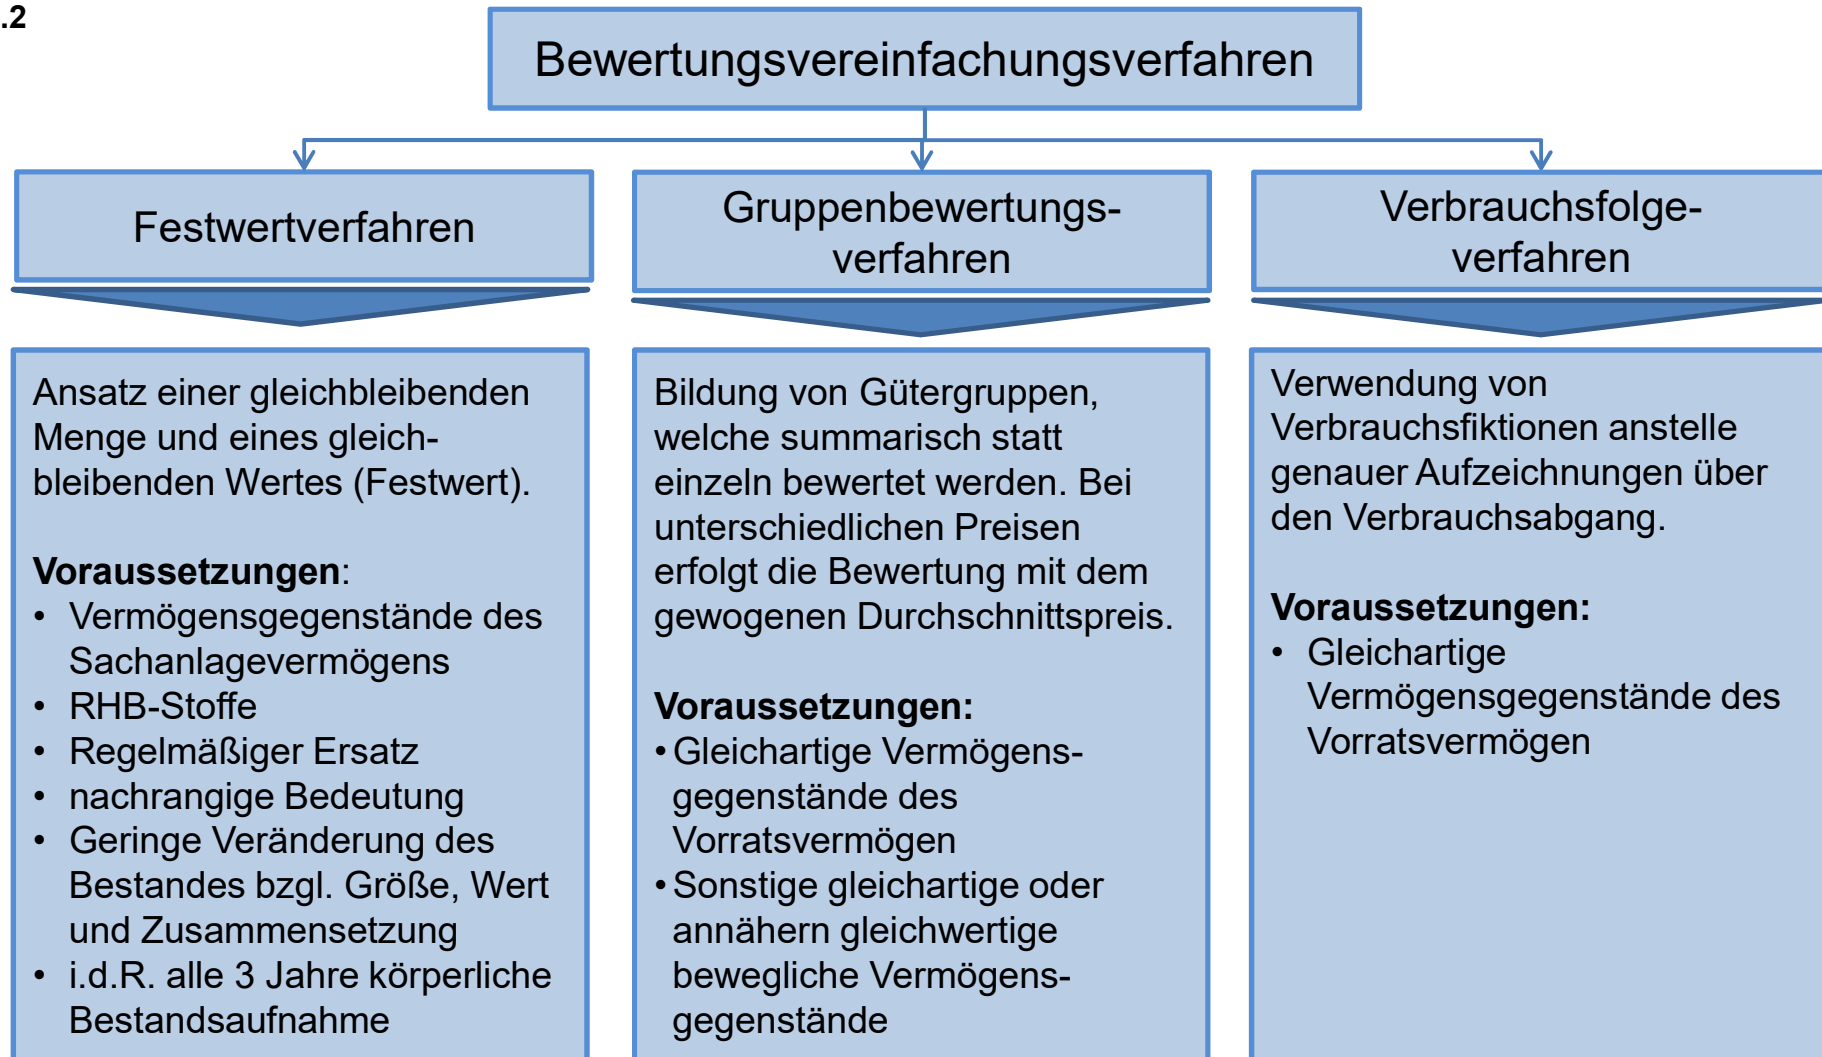 .2
Bewertungsvereinfachungsverfahren
Festwertverfahren
Ansatz einer gleichbleibenden
Menge und eines gleich-
bleibenden Wertes (Festwert).
Voraussetzungen:
• Vermögensgegenstände des
Sachanlagevermögens
• RHB-Stoffe
• Regelmäßiger Ersatz
• nachrangige Bedeutung
• Geringe Veränderung des
Bestandes bzgl. Größe, Wert
und Zusammensetzung
• i.d.R. alle 3 Jahre körperliche
Bestandsaufnahme
Gruppenbewertungs-
verfahren
Bildung von Gütergruppen,
welche summarisch statt
einzeln bewertet werden. Bei
unterschiedlichen Preisen
erfolgt die Bewertung mit dem
gewogenen Durchschnittspreis.
Voraussetzungen:
• Gleichartige Vermögens-
gegenstände des
Vorratsvermögen
• Sonstige gleichartige oder
annähern gleichwertige
bewegliche Vermögens-
gegenstände
Verbrauchsfolge-
verfahren
Verwendung von
Verbrauchsfiktionen anstelle
genauer Aufzeichnungen über
den Verbrauchsabgang.
Voraussetzungen:
• Gleichartige
Vermögensgegenstände des
Vorratsvermögen